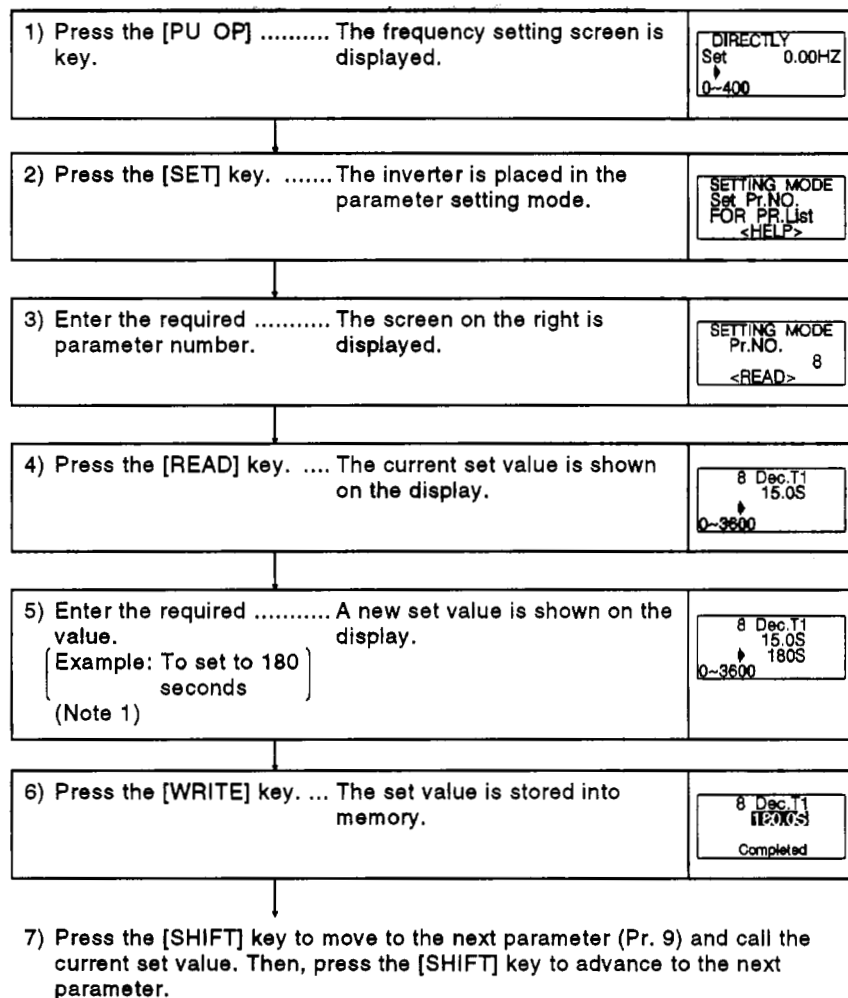 1) Press the [PU OP] .......... The frequency setting screen is
key. displayed.
DIRECTLY
Set 0.00HZ
0~400
2) Press the [SET] key. ....... The inverter is placed in the
parameter setting mode.
SETTING MODE
Set Pr.NO.
FOR PR.List
<HELP>
3) Enter the required ........... The screen on the right is
parameter number. displayed.
SETTING MODE
Pr.NO.
8
<READ>
4) Press the [READ] key. .... The current set value is shown
on the display.
8 Dec.T1
15.0S
0~3600
5) Enter the required ........... A new set value is shown on the
value. display.
Example: To set to 180
seconds
(Note 1)
8 Dec.T1
15.0S
180S
0~3600
6) Press the [WRITE] key. ... The set value is stored into
memory.
8 Dec.T1
180.0S
Completed
7) Press the [SHIFT] key to move to the next parameter (Pr. 9) and call the
current set value. Then, press the [SHIFT] key to advance to the next
parameter.